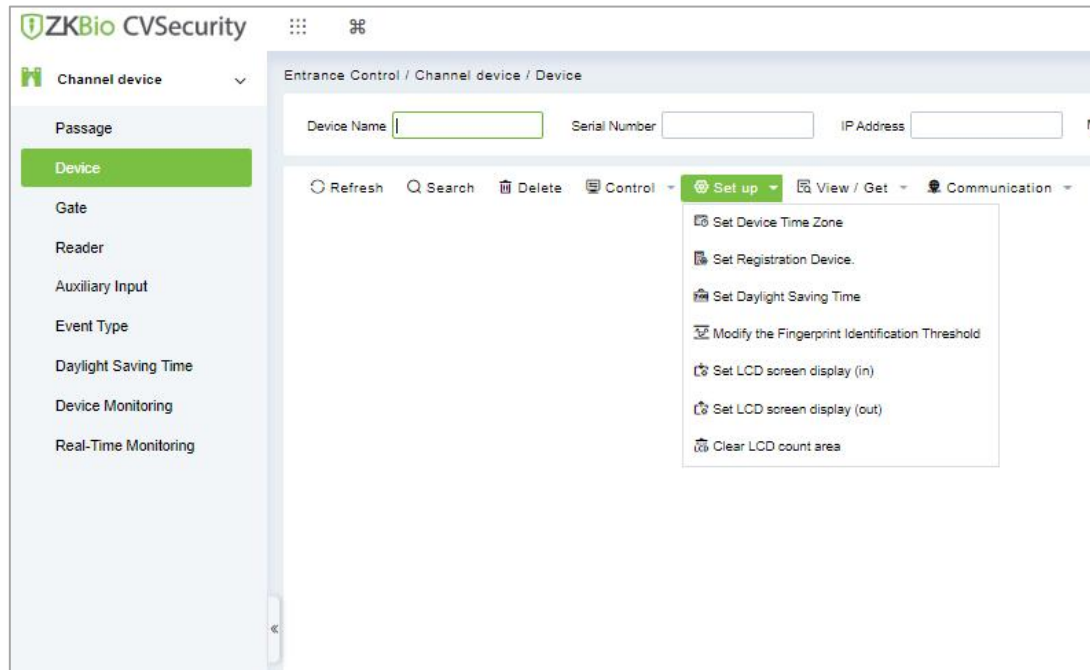 ZKBio CVSecurity
Channel device
Entrance Control / Channel device / Device
Passage
Device
Gate
Reader
Auxiliary Input
Event Type
Daylight Saving Time
Device Monitoring
Real-Time Monitoring
Device Name
Serial Number
IP Address
Refresh
Search
Delete
Control
Set up
View / Get
Communication
Set Device Time Zone
Set Registration Device.
Set Daylight Saving Time
Modify the Fingerprint Identification Threshold
Set LCD screen display (in)
Set LCD screen display (out)
Clear LCD count area